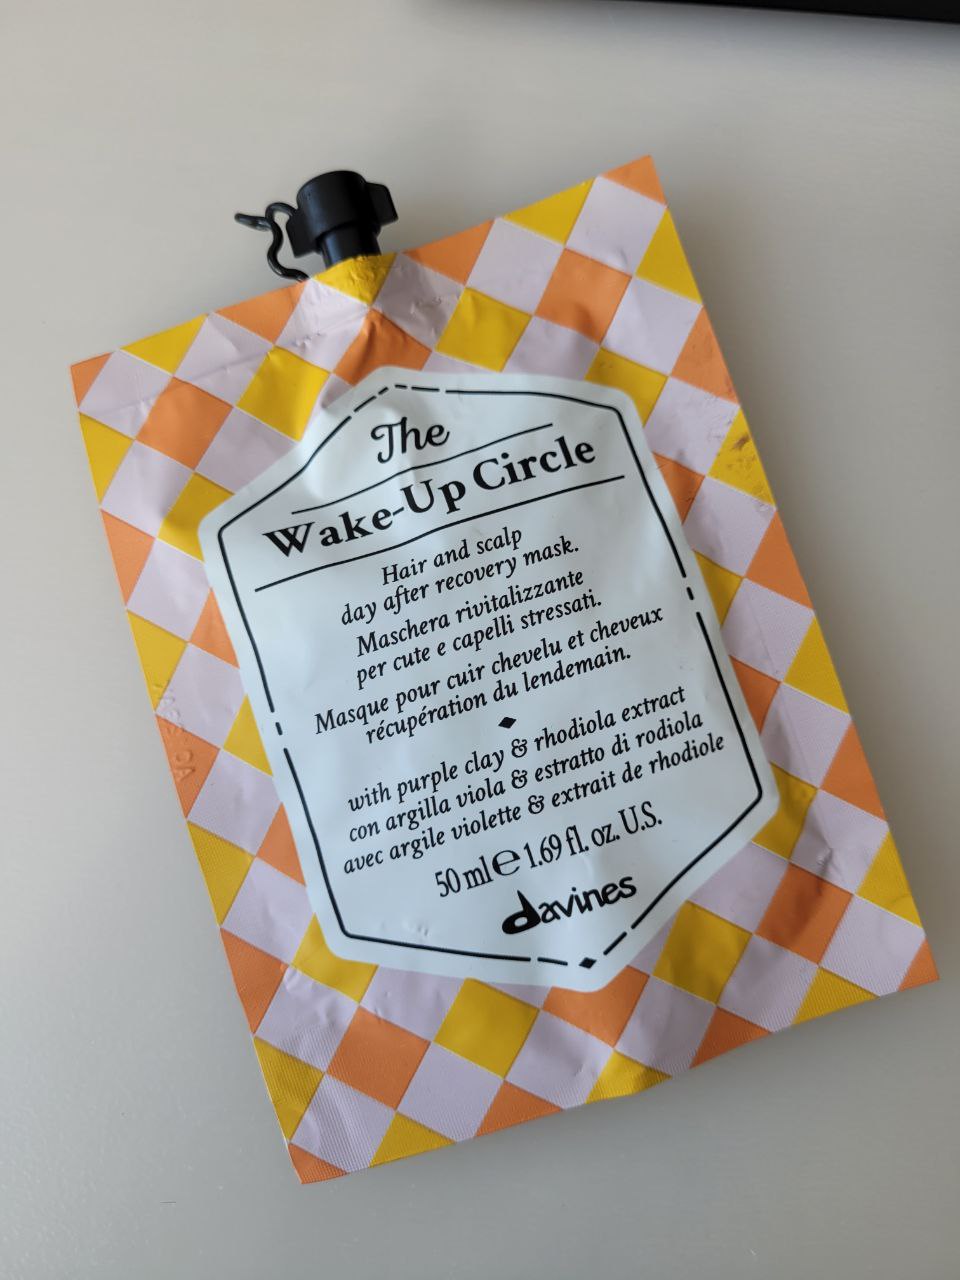 The
Wake-Up Circle
Hair and scalp
day after recovery mask.
Maschera rivitalizzante
per cute e capelli stressati.
Masque pour cuir chevelu et cheveux
récupération du lendemain.
with purple clay & rhodiola extract
con argilla viola & estratto di rodiola
avec argile violette & extrait de rhodiole
50 ml ℮ 1.69 fl. oz. U.S.
davines